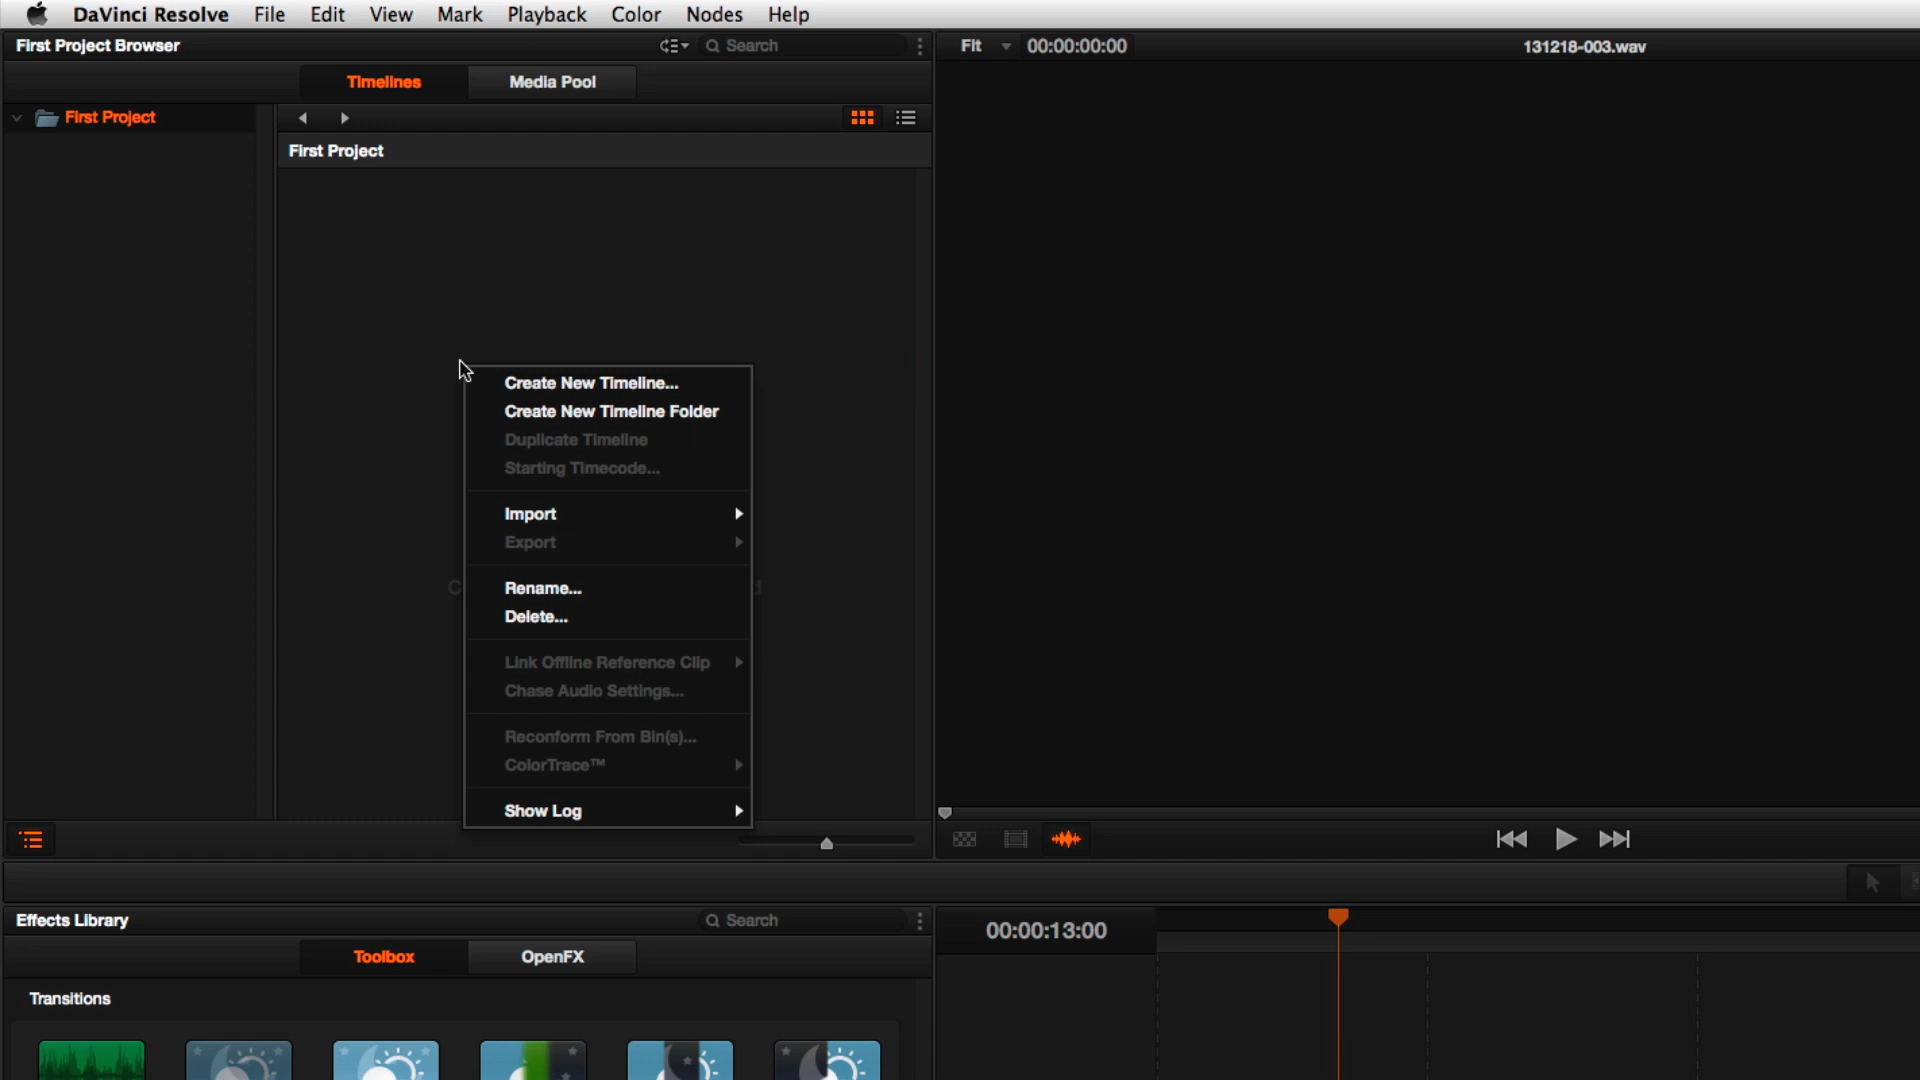 DaVinci Resolve File Edit View Mark Playback Color Nodes Help
First Project Browser
Search
Fit
00:00:00:00
131218-003.wav
Timelines
Media Pool
First Project
First Project
Create New Timeline...
Create New Timeline Folder
Duplicate Timeline
Starting Timecode...
Import
Export
Rename...
Delete...
Link Offline Reference Clip
Chase Audio Settings...
Reconform From Bin(s)...
ColorTrace™
Show Log
Effects Library
Search
00:00:13:00
Toolbox
OpenFX
Transitions